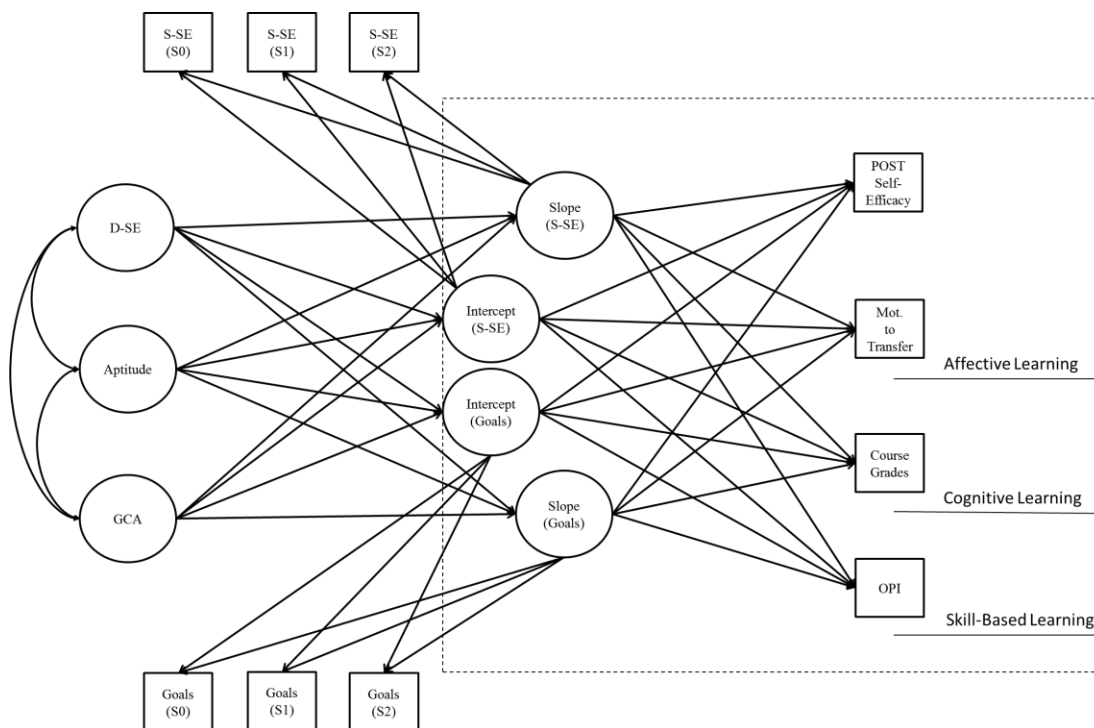 S-SE
(S0)
S-SE
(S1)
S-SE
(S2)
D-SE
Aptitude
GCA
Slope
(S-SE)
Intercept
(S-SE)
Intercept
(Goals)
Slope
(Goals)
POST
Self-
Efficacy
Mot.
to
Transfer
Affective Learning
Course
Grades
Cognitive Learning
OPI
Skill-Based Learning
Goals
(S0)
Goals
(S1)
Goals
(S2)